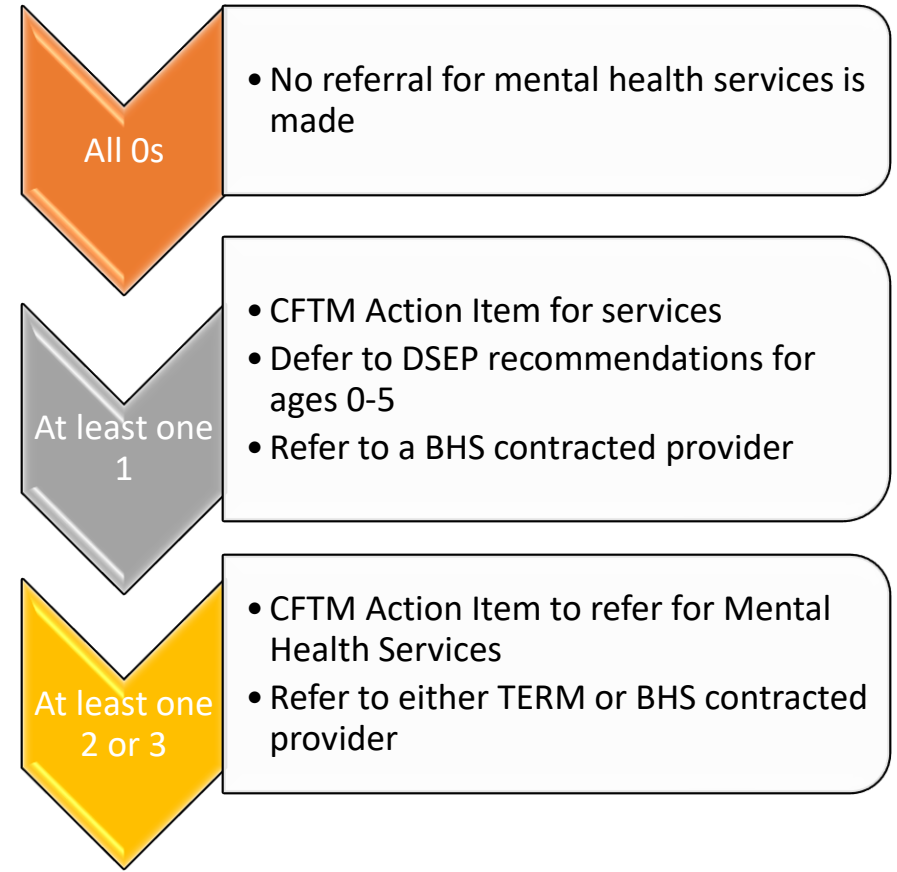 All 0s
• No referral for mental health services is
made
At least one
1
• CFTM Action Item for services
• Defer to DSEP recommendations for
ages 0-5
• Refer to a BHS contracted provider
At least one
2 or 3
• CFTM Action Item to refer for Mental
Health Services
• Refer to either TERM or BHS contracted
provider